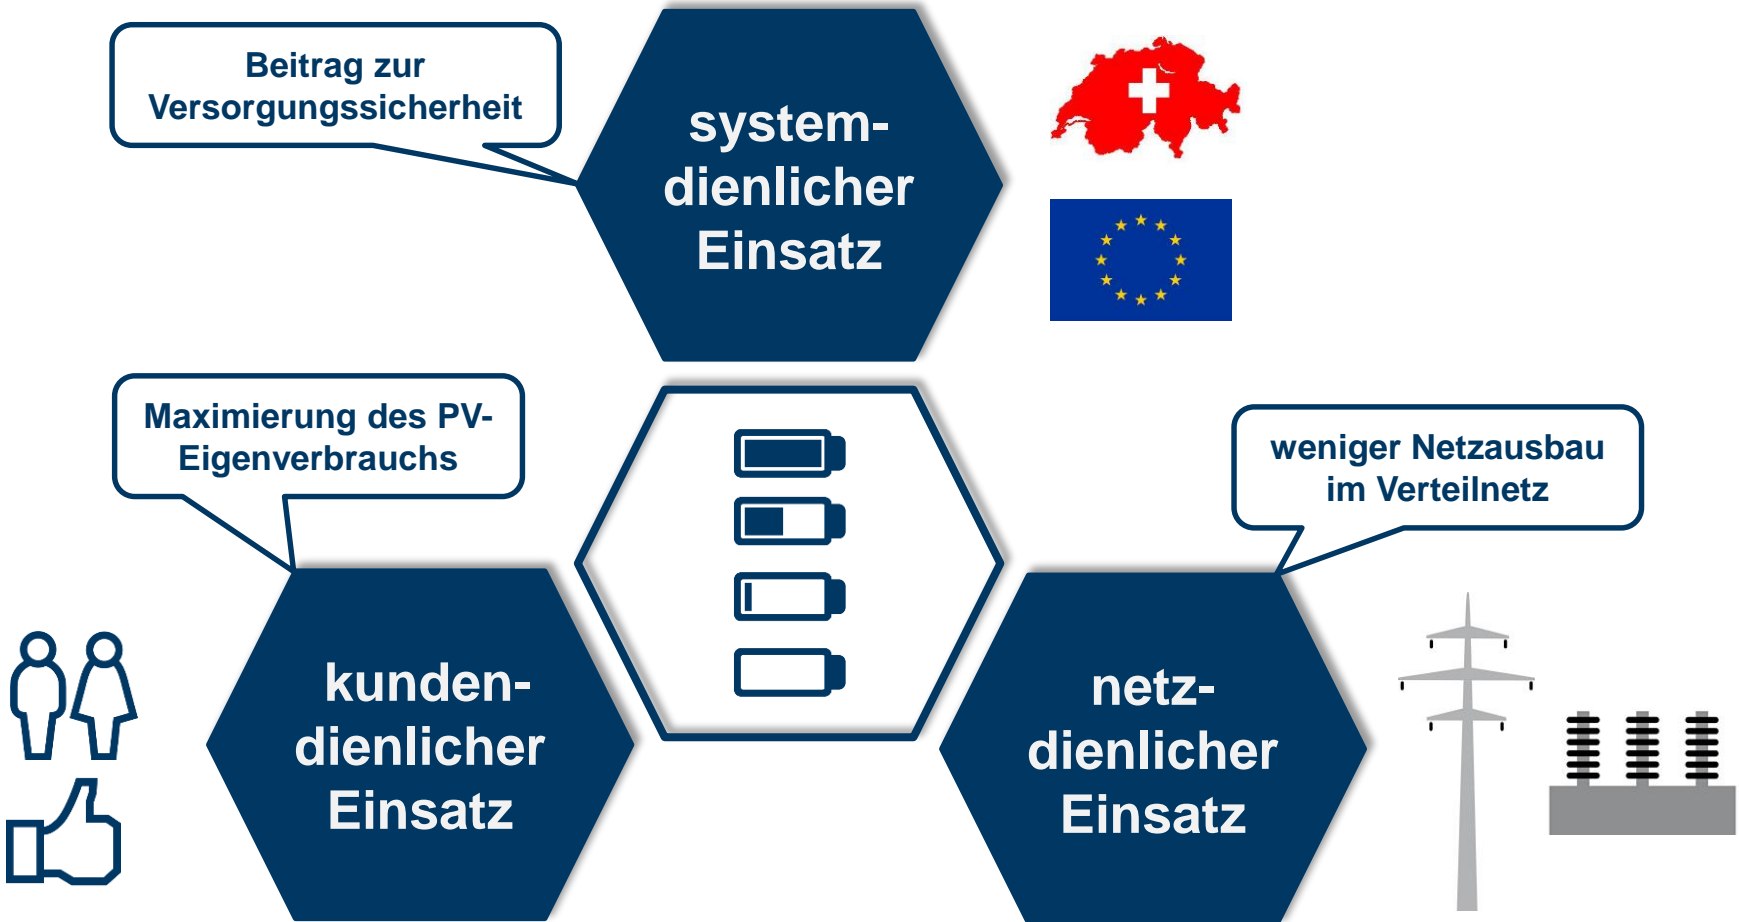 Beitrag zur
Versorgungssicherheit
system-
dienlicher
Einsatz
Maximierung des PV-
Eigenverbrauchs
weniger Netzausbau
im Verteilnetz
kunden-
dienlicher
Einsatz
netz-
dienlicher
Einsatz